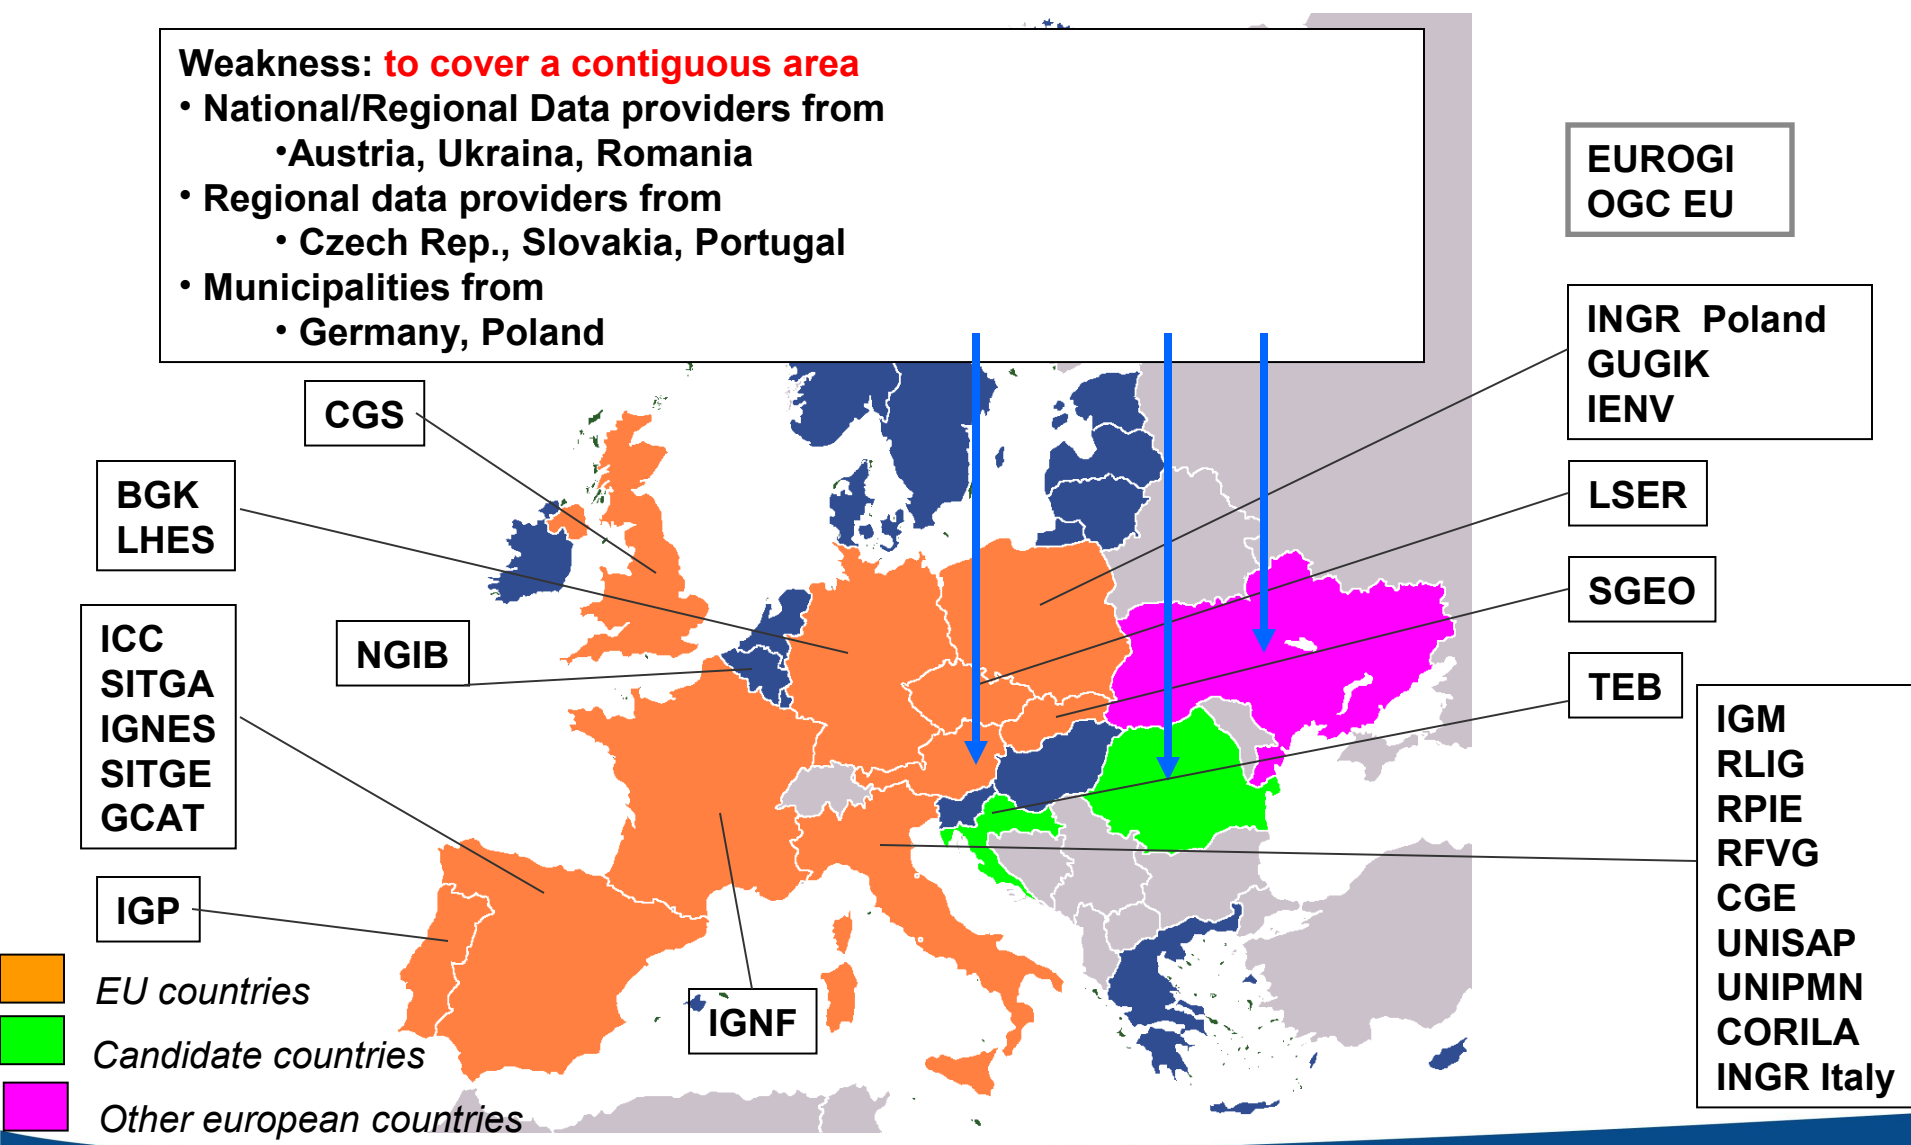 Weakness: to cover a contiguous area
• National/Regional Data providers from
•Austria, Ukraina, Romania
• Regional data providers from
• Czech Rep., Slovakia, Portugal
• Municipalities from
• Germany, Poland
EUROGI
OGC EU
INGR Poland
GUGIK
IENV
CGS
BGK
LHES
LSER
SGEO
ICC
SITGA
IGNES
SITGE
GCAT
NGIB
TEB
IGM
RLIG
RPIE
RFVG
CGE
UNISAP
UNIPMN
CORILA
INGR Italy
IGP
IGNF
EU countries
Candidate countries
Other european countries